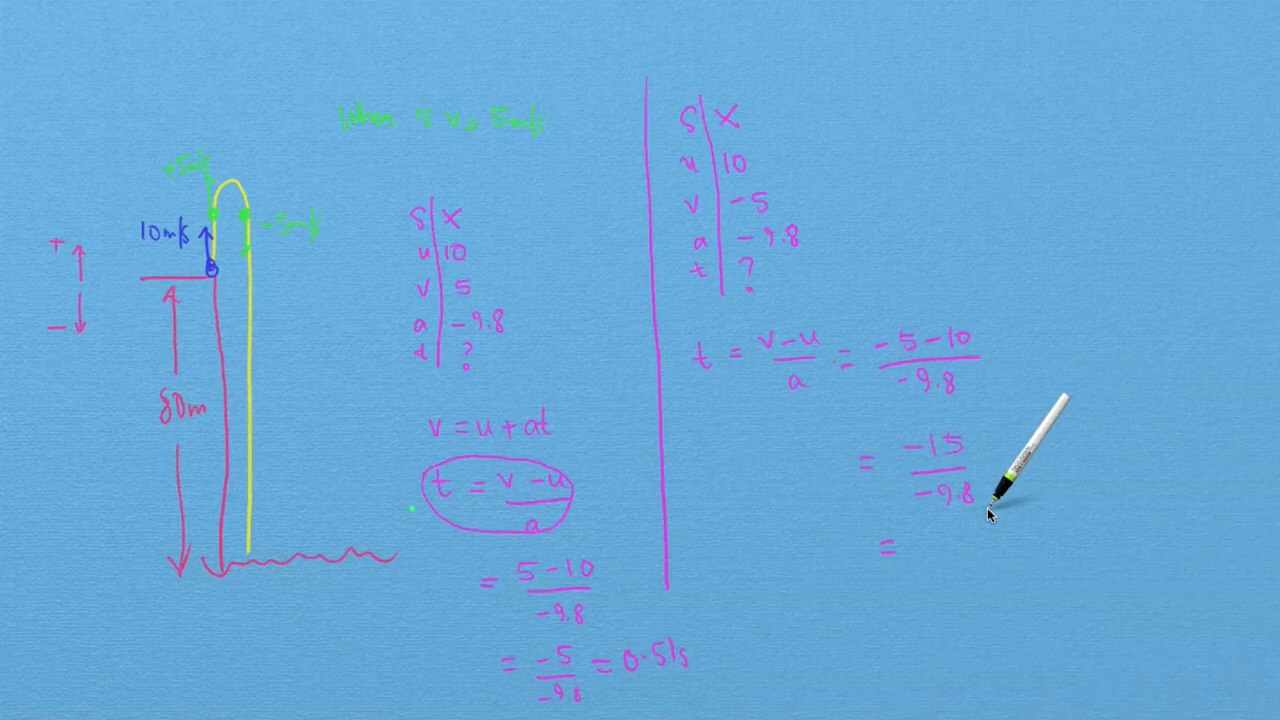 When is v = 5m/s
+5m/s
10m/s
-5m/s
+
-
80m
S | X
u | 10
v | 5
a | -9.8
t | ?
v = u + at
t = v - u / a
= 5 - 10 / -9.8
= -5 / -9.8 = 0.51s
S | X
u | 10
v | -5
a | -9.8
t | ?
t = v - u / a = -5 - 10 / -9.8
= -15 / -9.8
=